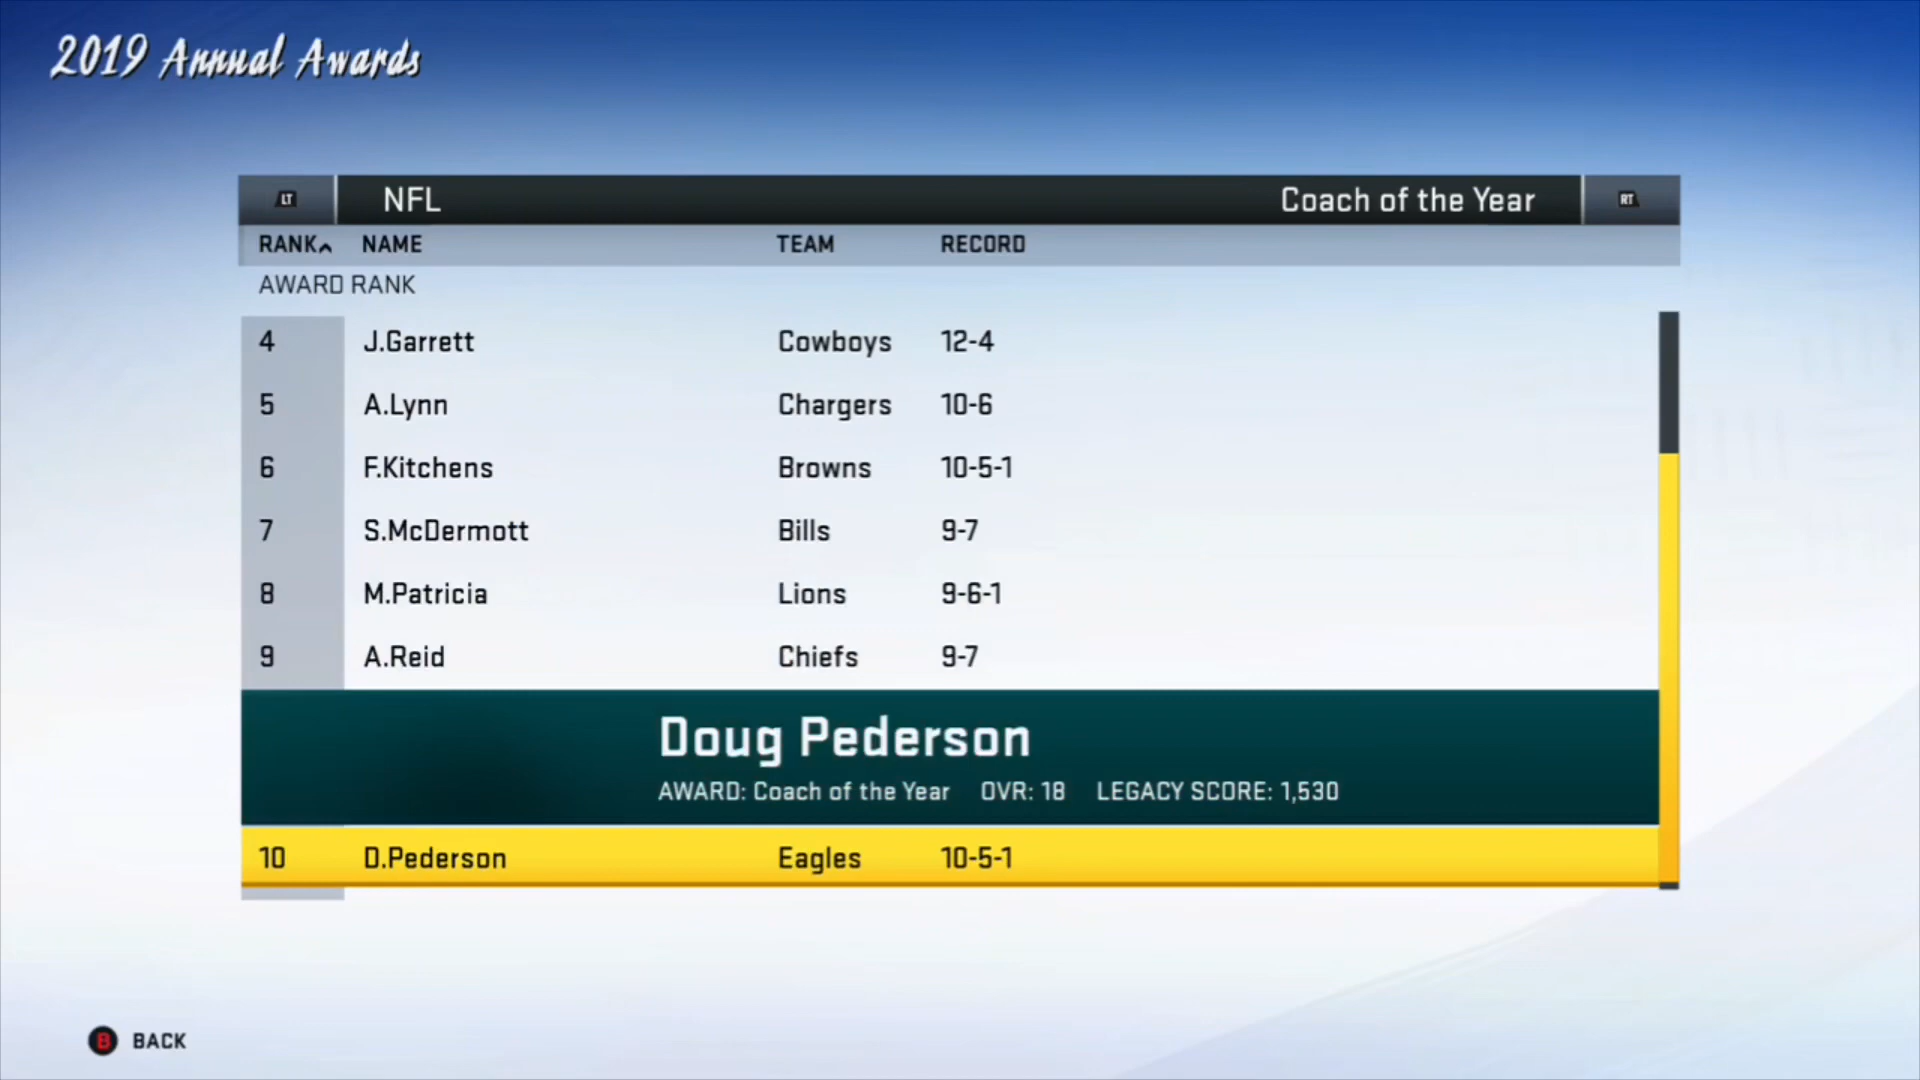 2019 Annual Awards
LT NFL Coach of the Year RT
RANK NAME TEAM RECORD
AWARD RANK
4 J.Garrett Cowboys 12-4
5 A.Lynn Chargers 10-6
6 F.Kitchens Browns 10-5-1
7 S.McDermott Bills 9-7
8 M.Patricia Lions 9-6-1
9 A.Reid Chiefs 9-7
Doug Pederson
AWARD: Coach of the Year OVR: 18 LEGACY SCORE: 1,530
10 D.Pederson Eagles 10-5-1
B BACK